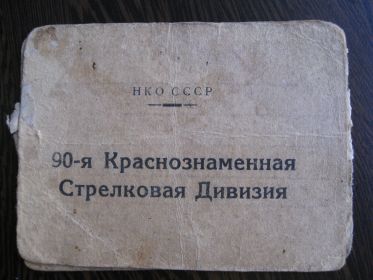 НКО СССР
90-я Краснознаменная
Стрелковая Дивизия